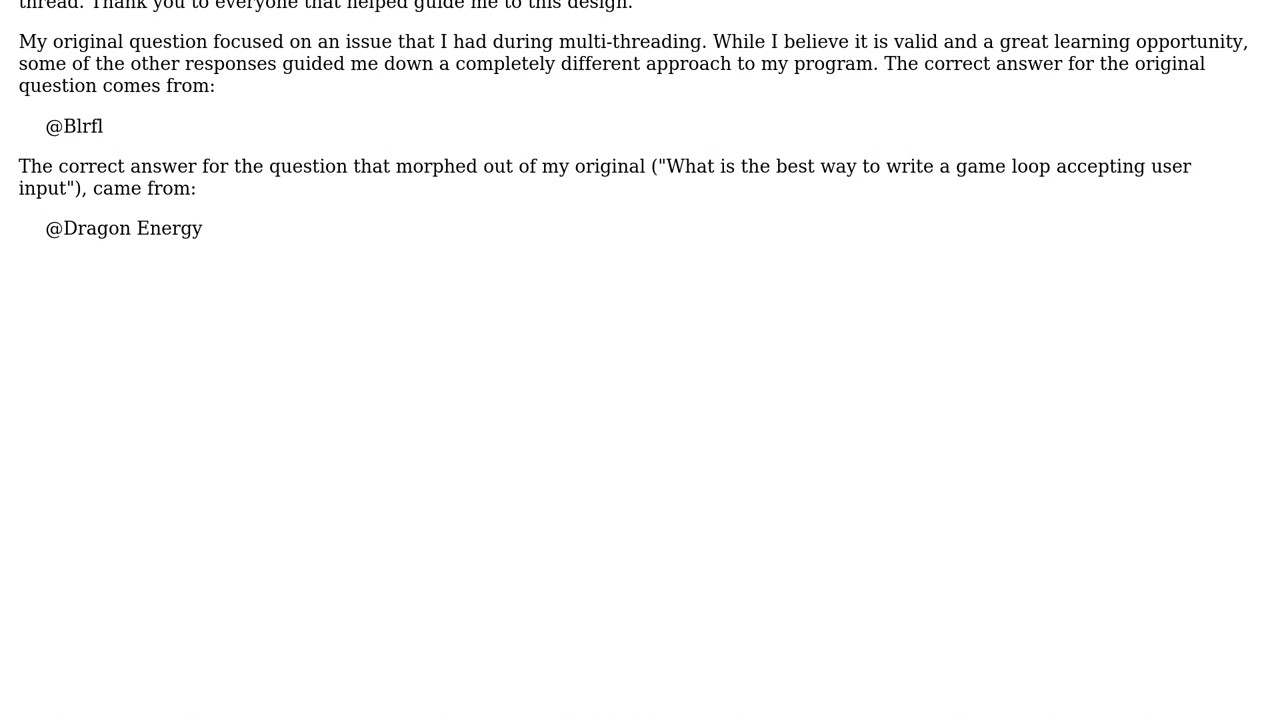 thread. Thank you to everyone that helped guide me to this design.
My original question focused on an issue that I had during multi-threading. While I believe it is valid and a great learning opportunity,
some of the other responses guided me down a completely different approach to my program. The correct answer for the original
question comes from:
@Blrfl
The correct answer for the question that morphed out of my original ("What is the best way to write a game loop accepting user
input"), came from:
@Dragon Energy